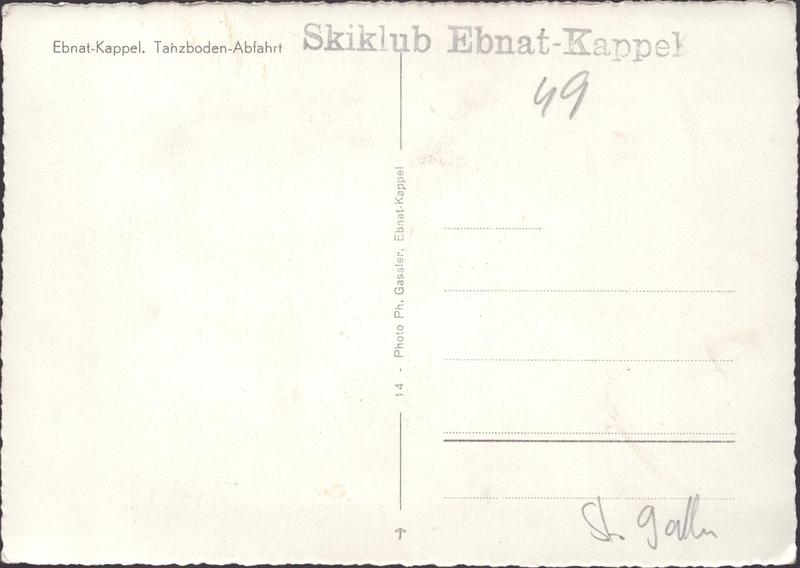 Ebnat-Kappel. Tanzboden-Abfahrt
Skiklub Ebnat-Kappel
49
14 - Photo Ph. Gassler, Ebnat-Kappel
St. Gallen